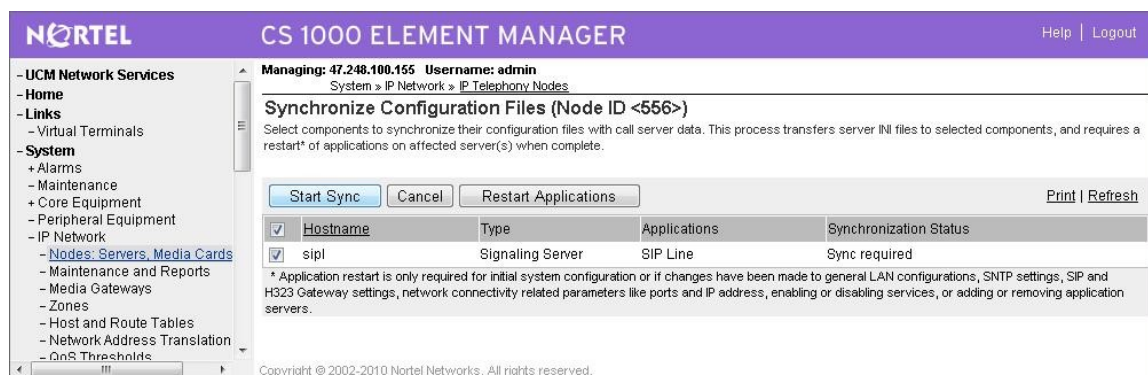 NORTEL
CS 1000 ELEMENT MANAGER
Help | Logout
- UCM Network Services
- Home
- Links
- Virtual Terminals
- System
+ Alarms
- Maintenance
+ Core Equipment
- Peripheral Equipment
- IP Network
- Nodes: Servers, Media Cards
- Maintenance and Reports
- Media Gateways
- Zones
- Host and Route Tables
- Network Address Translation
- QoS Thresholds
Managing: 47.248.100.155 Username: admin
System » IP Network » IP Telephony Nodes
Synchronize Configuration Files (Node ID <556>)
Select components to synchronize their configuration files with call server data. This process transfers server INI files to selected components, and requires a
restart* of applications on affected server(s) when complete.
Start Sync Cancel Restart Applications Print | Refresh
Hostname Type Applications Synchronization Status
sipl Signaling Server SIP Line Sync required
* Application restart is only required for initial system configuration or if changes have been made to general LAN configurations, SNTP settings, SIP and
H323 Gateway settings, network connectivity related parameters like ports and IP address, enabling or disabling services, or adding or removing application
servers.
Copyright © 2002-2010 Nortel Networks. All rights reserved.